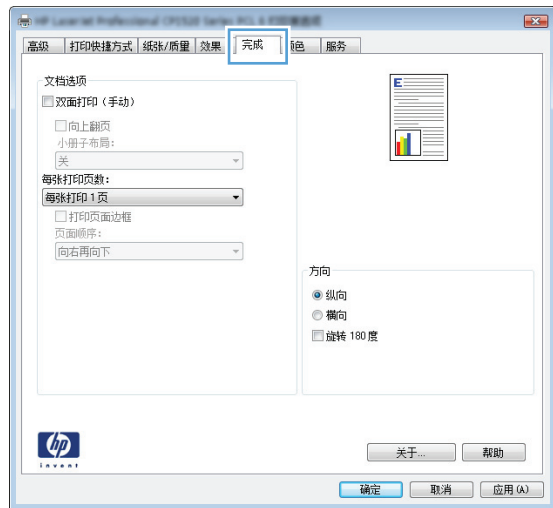 高级 打印快捷方式 纸张/质量 效果 完成 颜色 服务
文档选项
双面打印（手动）
向上翻页
小册子布局：
关
每张打印页数：
每张打印 1 页
打印页面边框
页面顺序：
向右再向下
E
方向
纵向
横向
旋转 180 度
hp
invent
关于... 帮助
确定 取消 应用 (A)